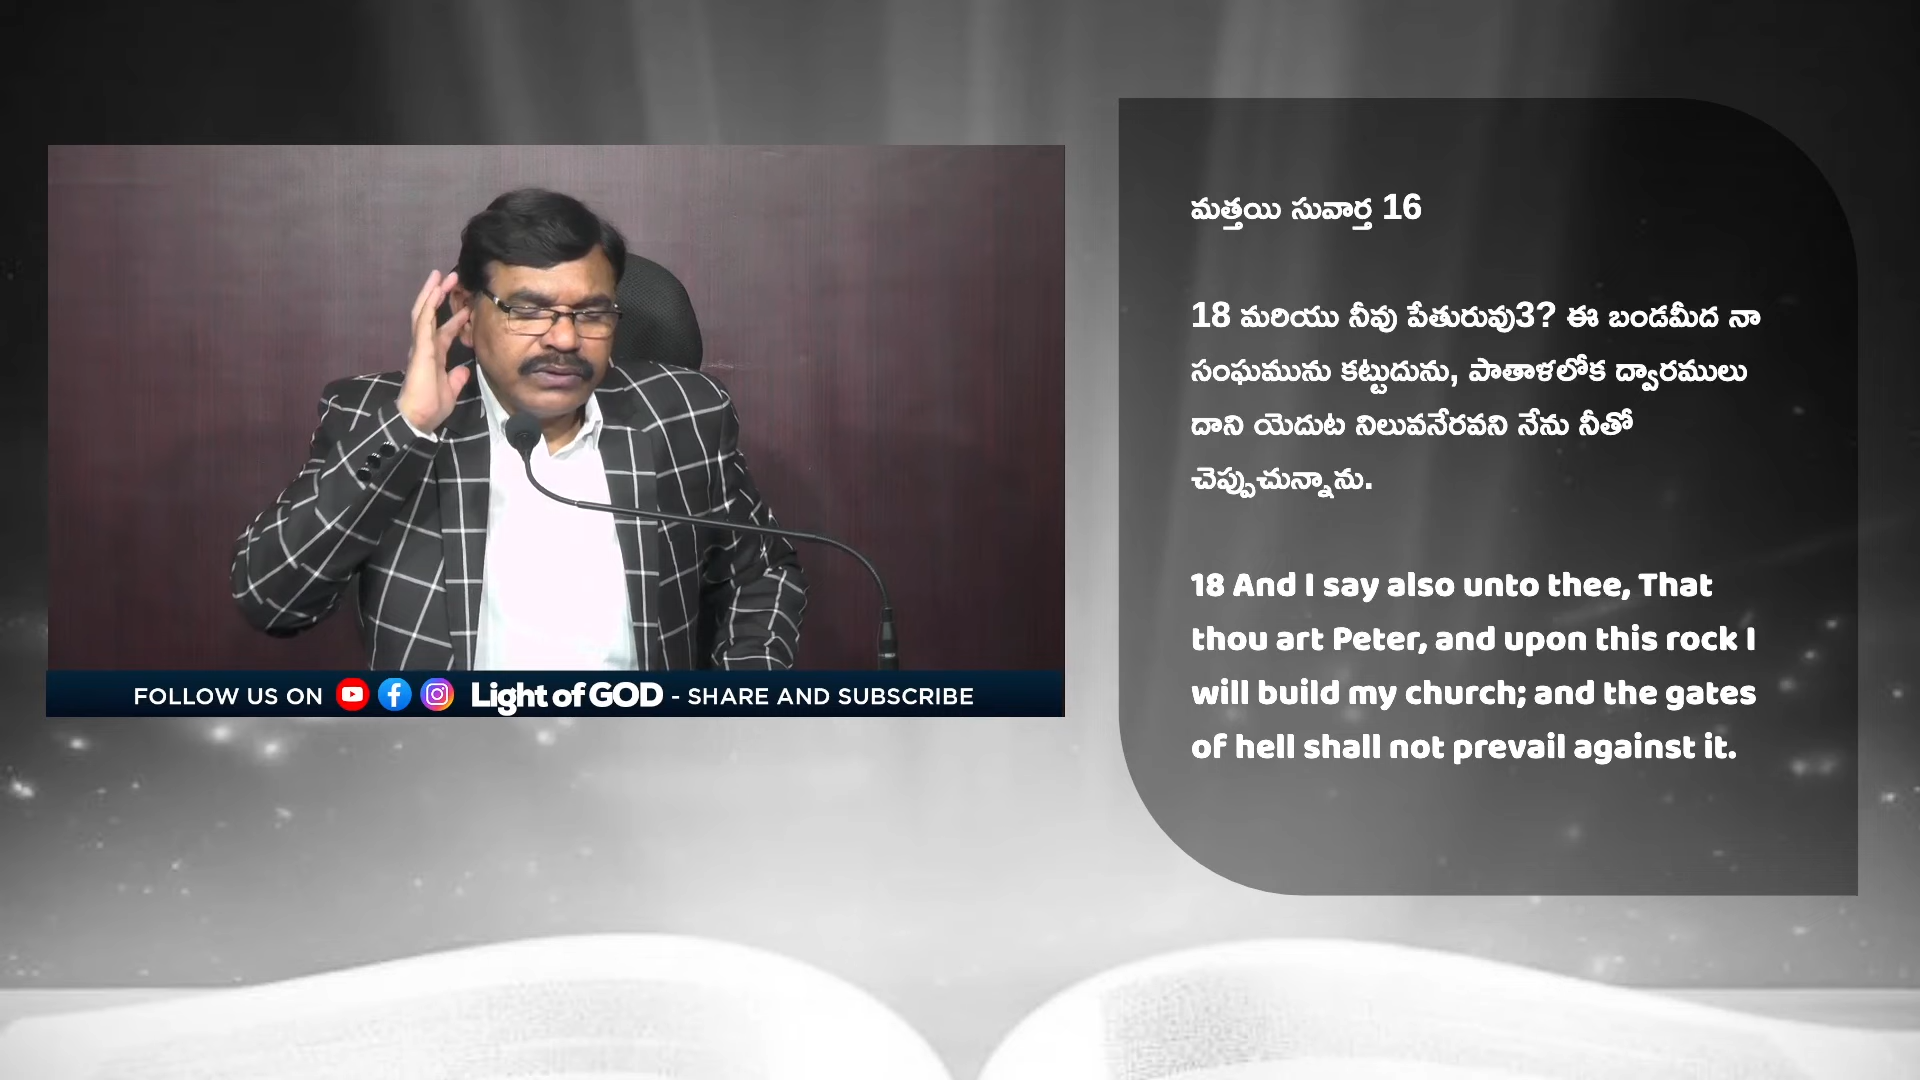 మత్తయి సువార్త 16
18 మరియు నీవు పేతురువు3? ఈ బండమీద నా
సంఘమును కట్టుదును, పాతాళలోక ద్వారములు
దాని యెదుట నిలువనేరవని నేను నీతో
చెప్పుచున్నాను.
18 And I say also unto thee, That
thou art Peter, and upon this rock I
will build my church; and the gates
of hell shall not prevail against it.
FOLLOW US ON Light of GOD - SHARE AND SUBSCRIBE